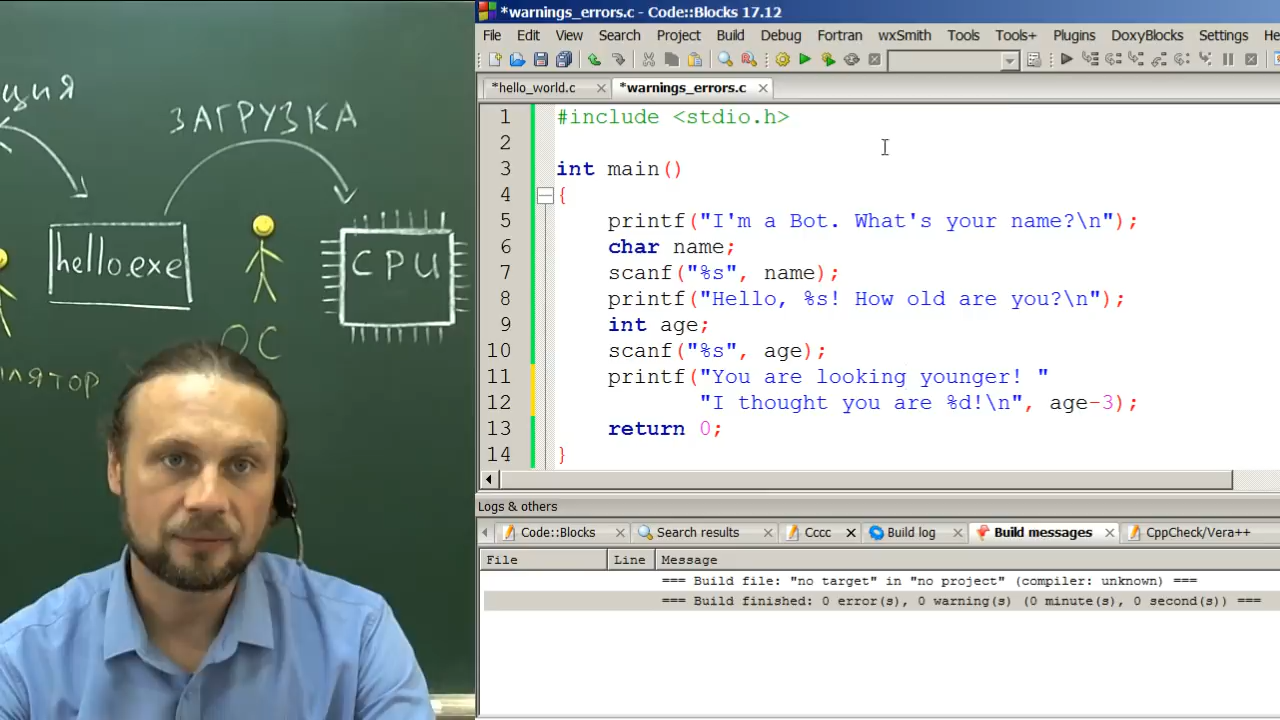 ция
ЗАГРУЗКА
hello.exe
CPU
ОС
ЛЯТОР
*warnings_errors.c - Code::Blocks 17.12
File Edit View Search Project Build Debug Fortran wxSmith Tools Tools+ Plugins DoxyBlocks Settings He
*hello_world.c *warnings_errors.c
1 #include <stdio.h>
2
3 int main()
4 {
5 printf("I'm a Bot. What's your name?\n");
6 char name;
7 scanf("%s", name);
8 printf("Hello, %s! How old are you?\n");
9 int age;
10 scanf("%s", age);
11 printf("You are looking younger! "
12 "I thought you are %d!\n", age-3);
13 return 0;
14 }
Logs & others
Code::Blocks Search results Cccc Build log Build messages CppCheck/Vera++
File Line Message
=== Build file: "no target" in "no project" (compiler: unknown) ===
=== Build finished: 0 error(s), 0 warning(s) (0 minute(s), 0 second(s)) ===